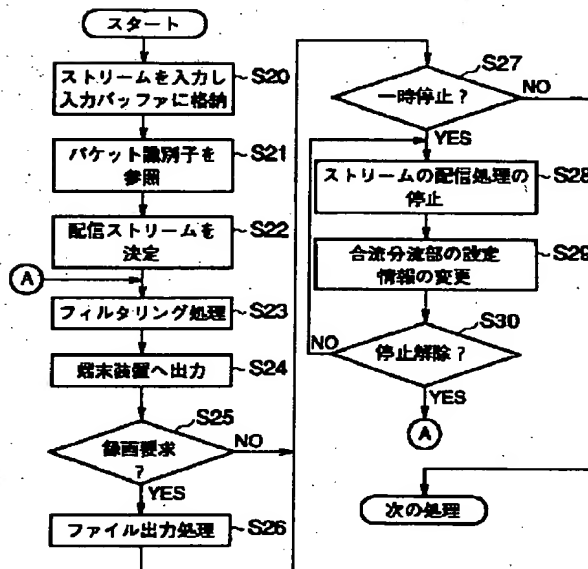 スタート
ストリームを入力し
入力バッファに格納
S20
パケット識別子を
参照
S21
配信ストリームを
決定
S22
A
フィルタリング処理
S23
端末装置へ出力
S24
S25
録画要求
?
NO
YES
ファイル出力処理
S26
S27
一時停止?
NO
YES
ストリームの配信処理の
停止
S28
合流分流部の設定
情報の変更
S29
S30
停止解除?
NO
YES
A
次の処理